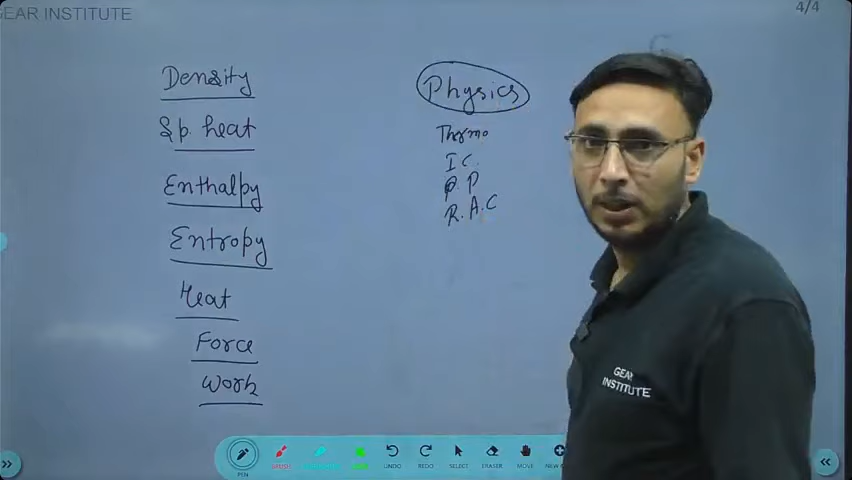 GEAR INSTITUTE
4/4
Density
Sp. heat
Enthalpy
Entropy
Heat
Force
Work
Physics
Thermo
I C.
P. P
R. A. C
GEAR
INSTITUTE
PEN
UNDO
REDO
SELECT
ERASER
MOVE